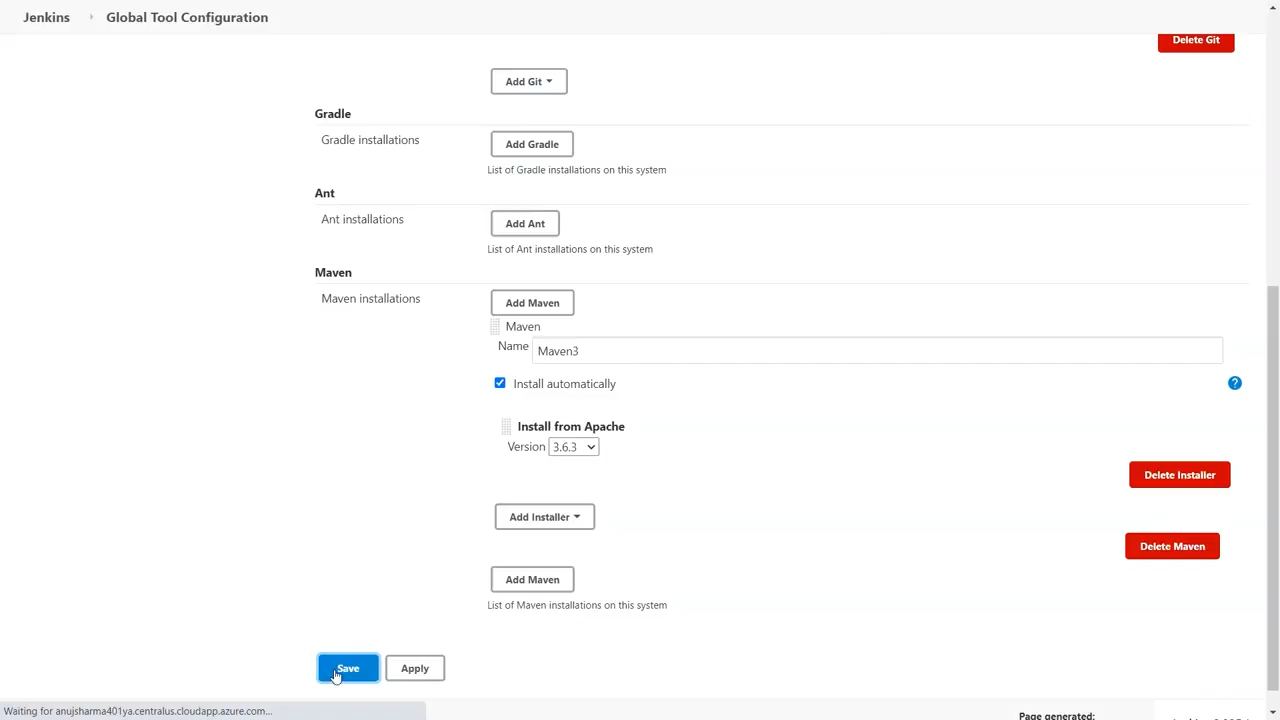 Jenkins
Global Tool Configuration
Delete Git
Add Git
Gradle
Gradle installations
Add Gradle
List of Gradle installations on this system
Ant
Ant installations
Add Ant
List of Ant installations on this system
Maven
Maven installations
Add Maven
Maven
Name
Maven3
Install automatically
?
Install from Apache
Version
3.6.3
Delete Installer
Add Installer
Delete Maven
Add Maven
List of Maven installations on this system
Save
Apply
Waiting for anujsharma401ya.centralus.cloudapp.azure.com...
Page generated: